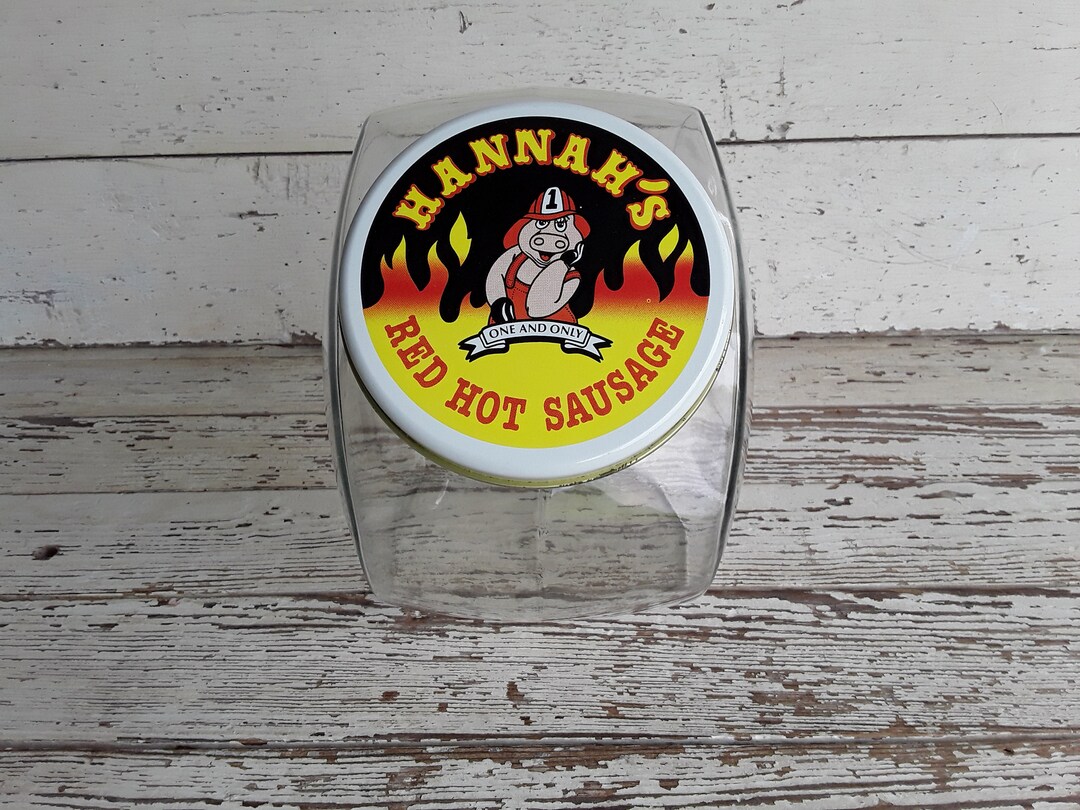 HANNAH'S
1
ONE AND ONLY
RED HOT SAUSAGE